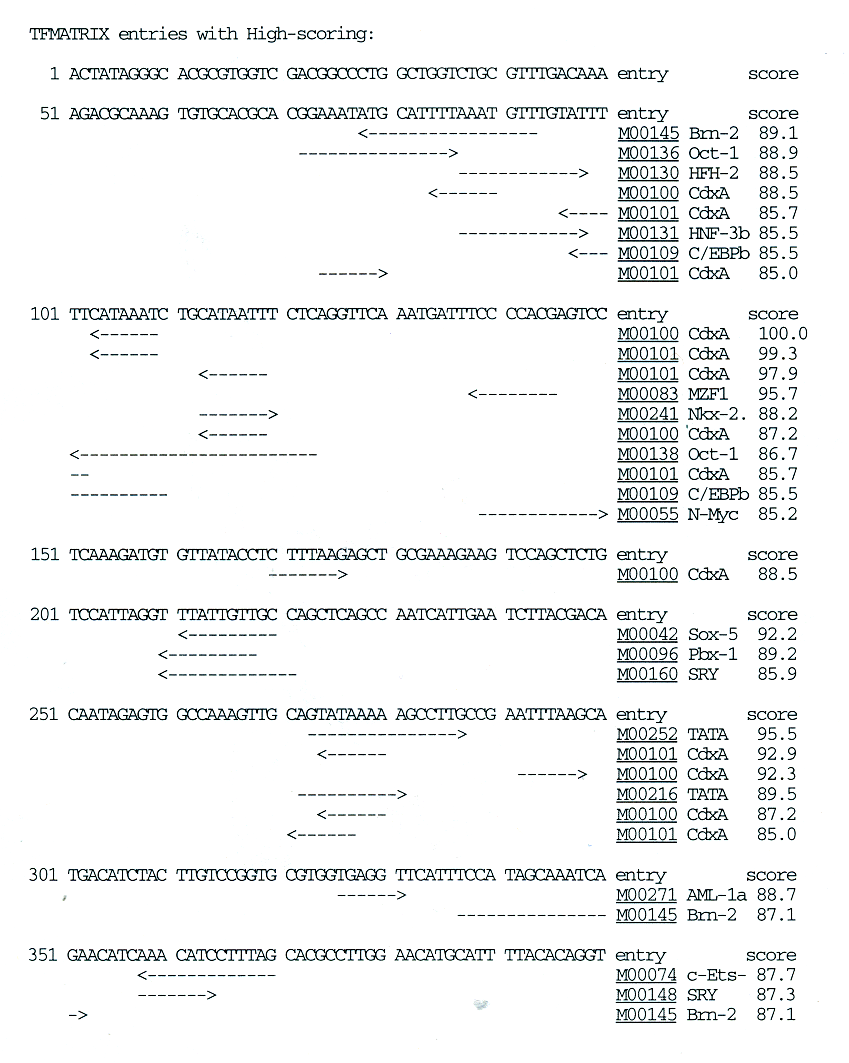 TFMATRIX entries with High-scoring:
1 ACTATAGGGC ACGCGTGGTC GACGGCCCTG GCTGGTCTGC GTTTGACAAA entry score
51 AGACGCAAAG TGTGCACGCA CGGAAATATG CATTTTAAAT GTTTGTATTT entry score
<----------------- M00145 Brn-2 89.1
---------------> M00136 Oct-1 88.9
------------> M00130 HFH-2 88.5
<------ M00100 CdxA 88.5
<---- M00101 CdxA 85.7
------------> M00131 HNF-3b 85.5
<--- M00109 C/EBPb 85.5
------> M00101 CdxA 85.0
101 TTCATAAATC TGCATAATTT CTCAGGTTCA AATGATTTCC CCACGAGTCC entry score
<------ M00100 CdxA 100.0
<------ M00101 CdxA 99.3
<------ M00101 CdxA 97.9
<-------- M00083 MZF1 95.7
-------> M00241 Nkx-2. 88.2
<------ M00100 CdxA 87.2
<------------------------ M00138 Oct-1 86.7
-- M00101 CdxA 85.7
---------- M00109 C/EBPb 85.5
------------> M00055 N-Myc 85.2
151 TCAAAGATGT GTTATACCTC TTTAAGAGCT GCGAAAGAAG TCCAGCTCTG entry score
-------> M00100 CdxA 88.5
201 TCCATTAGGT TTATTGTTGC CAGCTCAGCC AATCATTGAA TCTTACGACA entry score
<--------- M00042 Sox-5 92.2
<--------- M00096 Pbx-1 89.2
<------------- M00160 SRY 85.9
251 CAATAGAGTG GCCAAAGTTG CAGTATAAAA AGCCTTGCCG AATTTAAGCA entry score
---------------> M00252 TATA 95.5
<------ M00101 CdxA 92.9
------> M00100 CdxA 92.3
----------> M00216 TATA 89.5
<------ M00100 CdxA 87.2
<------ M00101 CdxA 85.0
301 TGACATCTAC TTGTCCGGTG CGTGGTGAGG TTCATTTCCA TAGCAAATCA entry score
------> M00271 AML-1a 88.7
--------------- M00145 Brn-2 87.1
351 GAACATCAAA CATCCTTTAG CACGCCTTGG AACATGCATT TTACACAGGT entry score
<------------- M00074 c-Ets- 87.7
-------> M00148 SRY 87.3
-> M00145 Brn-2 87.1